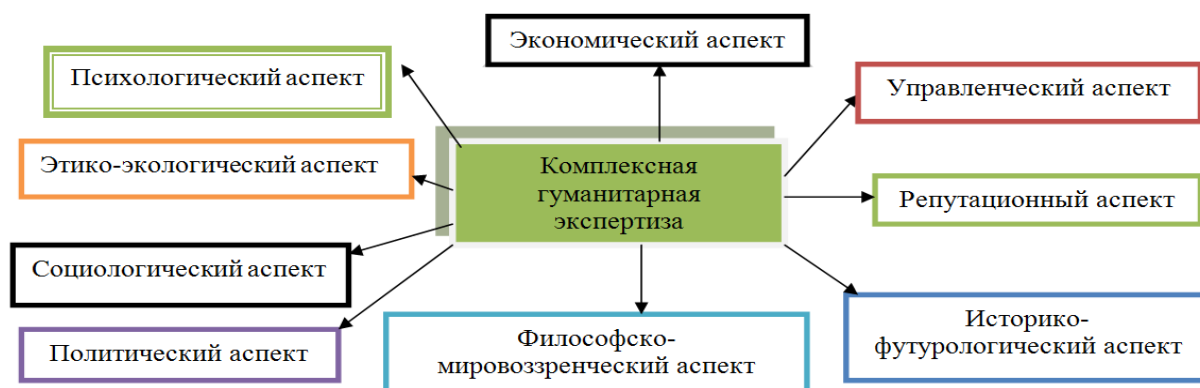 Экономический аспект
Психологический аспект
Управленческий аспект
Этико-экологический аспект
Комплексная
гуманитарная
экспертиза
Репутационный аспект
Социологический аспект
Политический аспект
Философско-
мировоззренческий аспект
Историко-
футурологический аспект